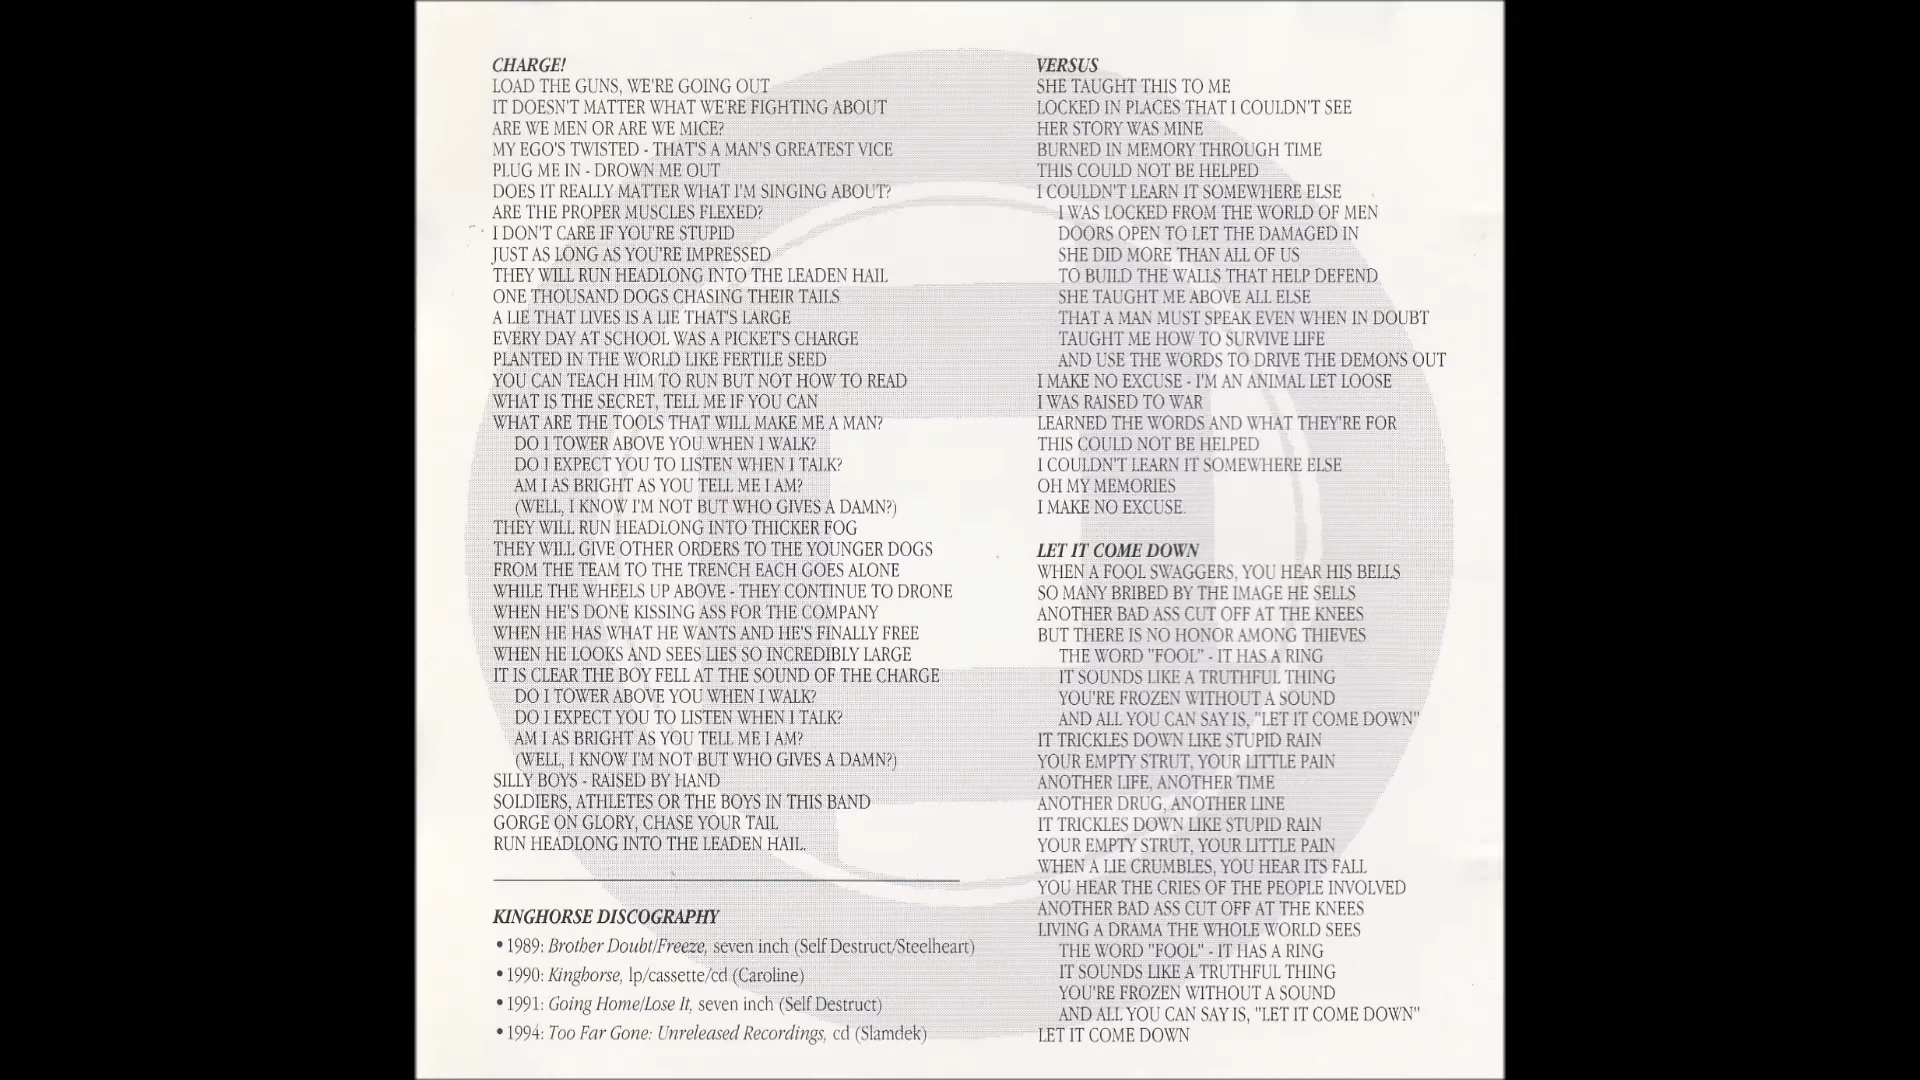 CHARGE!
LOAD THE GUNS, WE'RE GOING OUT
IT DOESN'T MATTER WHAT WE'RE FIGHTING ABOUT
ARE WE MEN OR ARE WE MICE?
MY EGO'S TWISTED - THAT'S A MAN'S GREATEST VICE
PLUG ME IN - DROWN ME OUT
DOES IT REALLY MATTER WHAT I'M SINGING ABOUT?
ARE THE PROPER MUSCLES FLEXED?
I DON'T CARE IF YOU'RE STUPID
JUST AS LONG AS YOU'RE IMPRESSED
THEY WILL RUN HEADLONG INTO THE LEADEN HAIL
ONE THOUSAND DOGS CHASING THEIR TAILS
A LIE THAT LIVES IS A LIE THAT'S LARGE
EVERY DAY AT SCHOOL WAS A PICKET'S CHARGE
PLANTED IN THE WORLD LIKE FERTILE SEED
YOU CAN TEACH HIM TO RUN BUT NOT HOW TO READ
WHAT IS THE SECRET, TELL ME IF YOU CAN
WHAT ARE THE TOOLS THAT WILL MAKE ME A MAN?
DO I TOWER ABOVE YOU WHEN I WALK?
DO I EXPECT YOU TO LISTEN WHEN I TALK?
AM I AS BRIGHT AS YOU TELL ME I AM?
(WELL, I KNOW I'M NOT BUT WHO GIVES A DAMN?)
THEY WILL RUN HEADLONG INTO THICKER FOG
THEY WILL GIVE OTHER ORDERS TO THE YOUNGER DOGS
FROM THE TEAM TO THE TRENCH EACH GOES ALONE
WHILE THE WHEELS UP ABOVE - THEY CONTINUE TO DRONE
WHEN HE'S DONE KISSING ASS FOR THE COMPANY
WHEN HE HAS WHAT HE WANTS AND HE'S FINALLY FREE
WHEN HE LOOKS AND SEES LIES SO INCREDIBLY LARGE
IT IS CLEAR THE BOY FELL AT THE SOUND OF THE CHARGE
DO I TOWER ABOVE YOU WHEN I WALK?
DO I EXPECT YOU TO LISTEN WHEN I TALK?
AM I AS BRIGHT AS YOU TELL ME I AM?
(WELL, I KNOW I'M NOT BUT WHO GIVES A DAMN?)
SILLY BOYS - RAISED BY HAND
SOLDIERS, ATHLETES OR THE BOYS IN THIS BAND
GORGE ON GLORY, CHASE YOUR TAIL
RUN HEADLONG INTO THE LEADEN HAIL.
KINGHORSE DISCOGRAPHY
• 1989: Brother Doubt/Freeze, seven inch (Self Destruct/Steelheart)
• 1990: Kinghorse, lp/cassette/cd (Caroline)
• 1991: Going Home/Lose It, seven inch (Self Destruct)
• 1994: Too Far Gone: Unreleased Recordings, cd (Slamdek)
VERSUS
SHE TAUGHT THIS TO ME
LOCKED IN PLACES THAT I COULDN'T SEE
HER STORY WAS MINE
BURNED IN MEMORY THROUGH TIME
THIS COULD NOT BE HELPED
I COULDN'T LEARN IT SOMEWHERE ELSE
I WAS LOCKED FROM THE WORLD OF MEN
DOORS OPEN TO LET THE DAMAGED IN
SHE DID MORE THAN ALL OF US
TO BUILD THE WALLS THAT HELP DEFEND
SHE TAUGHT ME ABOVE ALL ELSE
THAT A MAN MUST SPEAK EVEN WHEN IN DOUBT
TAUGHT ME HOW TO SURVIVE LIFE
AND USE THE WORDS TO DRIVE THE DEMONS OUT
I MAKE NO EXCUSE - I'M AN ANIMAL LET LOOSE
I WAS RAISED TO WAR
LEARNED THE WORDS AND WHAT THEY'RE FOR
THIS COULD NOT BE HELPED
I COULDN'T LEARN IT SOMEWHERE ELSE
OH MY MEMORIES
I MAKE NO EXCUSE.
LET IT COME DOWN
WHEN A FOOL SWAGGERS, YOU HEAR HIS BELLS
SO MANY BRIBED BY THE IMAGE HE SELLS
ANOTHER BAD ASS CUT OFF AT THE KNEES
BUT THERE IS NO HONOR AMONG THIEVES
THE WORD "FOOL" - IT HAS A RING
IT SOUNDS LIKE A TRUTHFUL THING
YOU'RE FROZEN WITHOUT A SOUND
AND ALL YOU CAN SAY IS, "LET IT COME DOWN"
IT TRICKLES DOWN LIKE STUPID RAIN
YOUR EMPTY STRUT, YOUR LITTLE PAIN
ANOTHER LIFE, ANOTHER TIME
ANOTHER DRUG, ANOTHER LINE
IT TRICKLES DOWN LIKE STUPID RAIN
YOUR EMPTY STRUT, YOUR LITTLE PAIN
WHEN A LIE CRUMBLES, YOU HEAR ITS FALL
YOU HEAR THE CRIES OF THE PEOPLE INVOLVED
ANOTHER BAD ASS CUT OFF AT THE KNEES
LIVING A DRAMA THE WHOLE WORLD SEES
THE WORD "FOOL" - IT HAS A RING
IT SOUNDS LIKE A TRUTHFUL THING
YOU'RE FROZEN WITHOUT A SOUND
AND ALL YOU CAN SAY IS, "LET IT COME DOWN"
LET IT COME DOWN